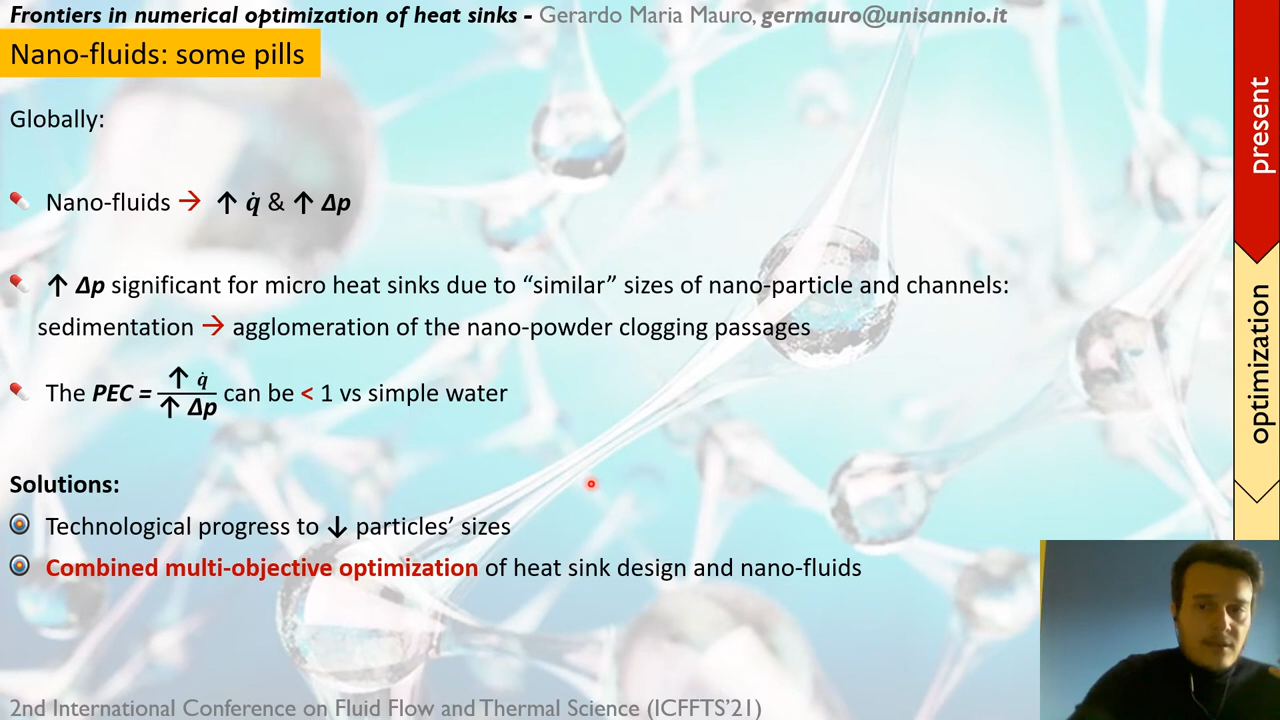 Frontiers in numerical optimization of heat sinks - Gerardo Maria Mauro, germauro@unisannio.it
Nano-fluids: some pills
Globally:
Nano-fluids → ↑ q̇ & ↑ Δp
↑ Δp significant for micro heat sinks due to “similar” sizes of nano-particle and channels:
sedimentation → agglomeration of the nano-powder clogging passages
The PEC = ↑ q̇ / ↑ Δp can be < 1 vs simple water
Solutions:
Technological progress to ↓ particles’ sizes
Combined multi-objective optimization of heat sink design and nano-fluids
2nd International Conference on Fluid Flow and Thermal Science (ICFFTS’21)
present
optimization